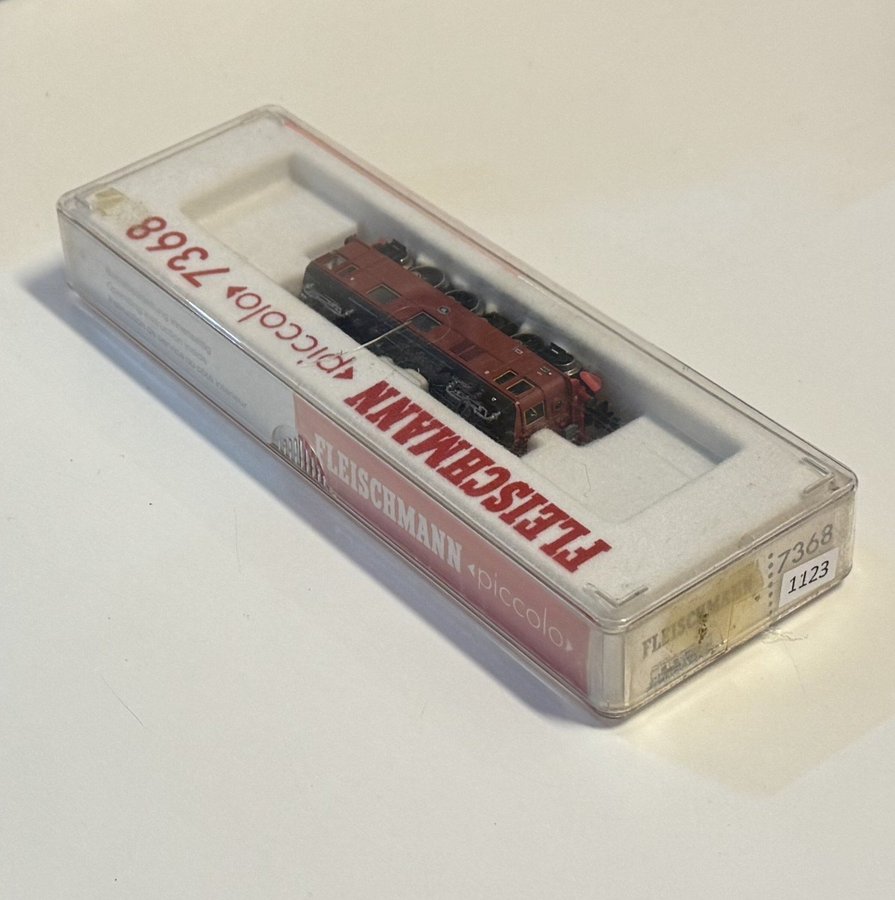 FLEISCHMANN ◂piccolo▸ 7368
FLEISCHMANN ◂piccolo▸
FLEISCHMANN
7368
1123